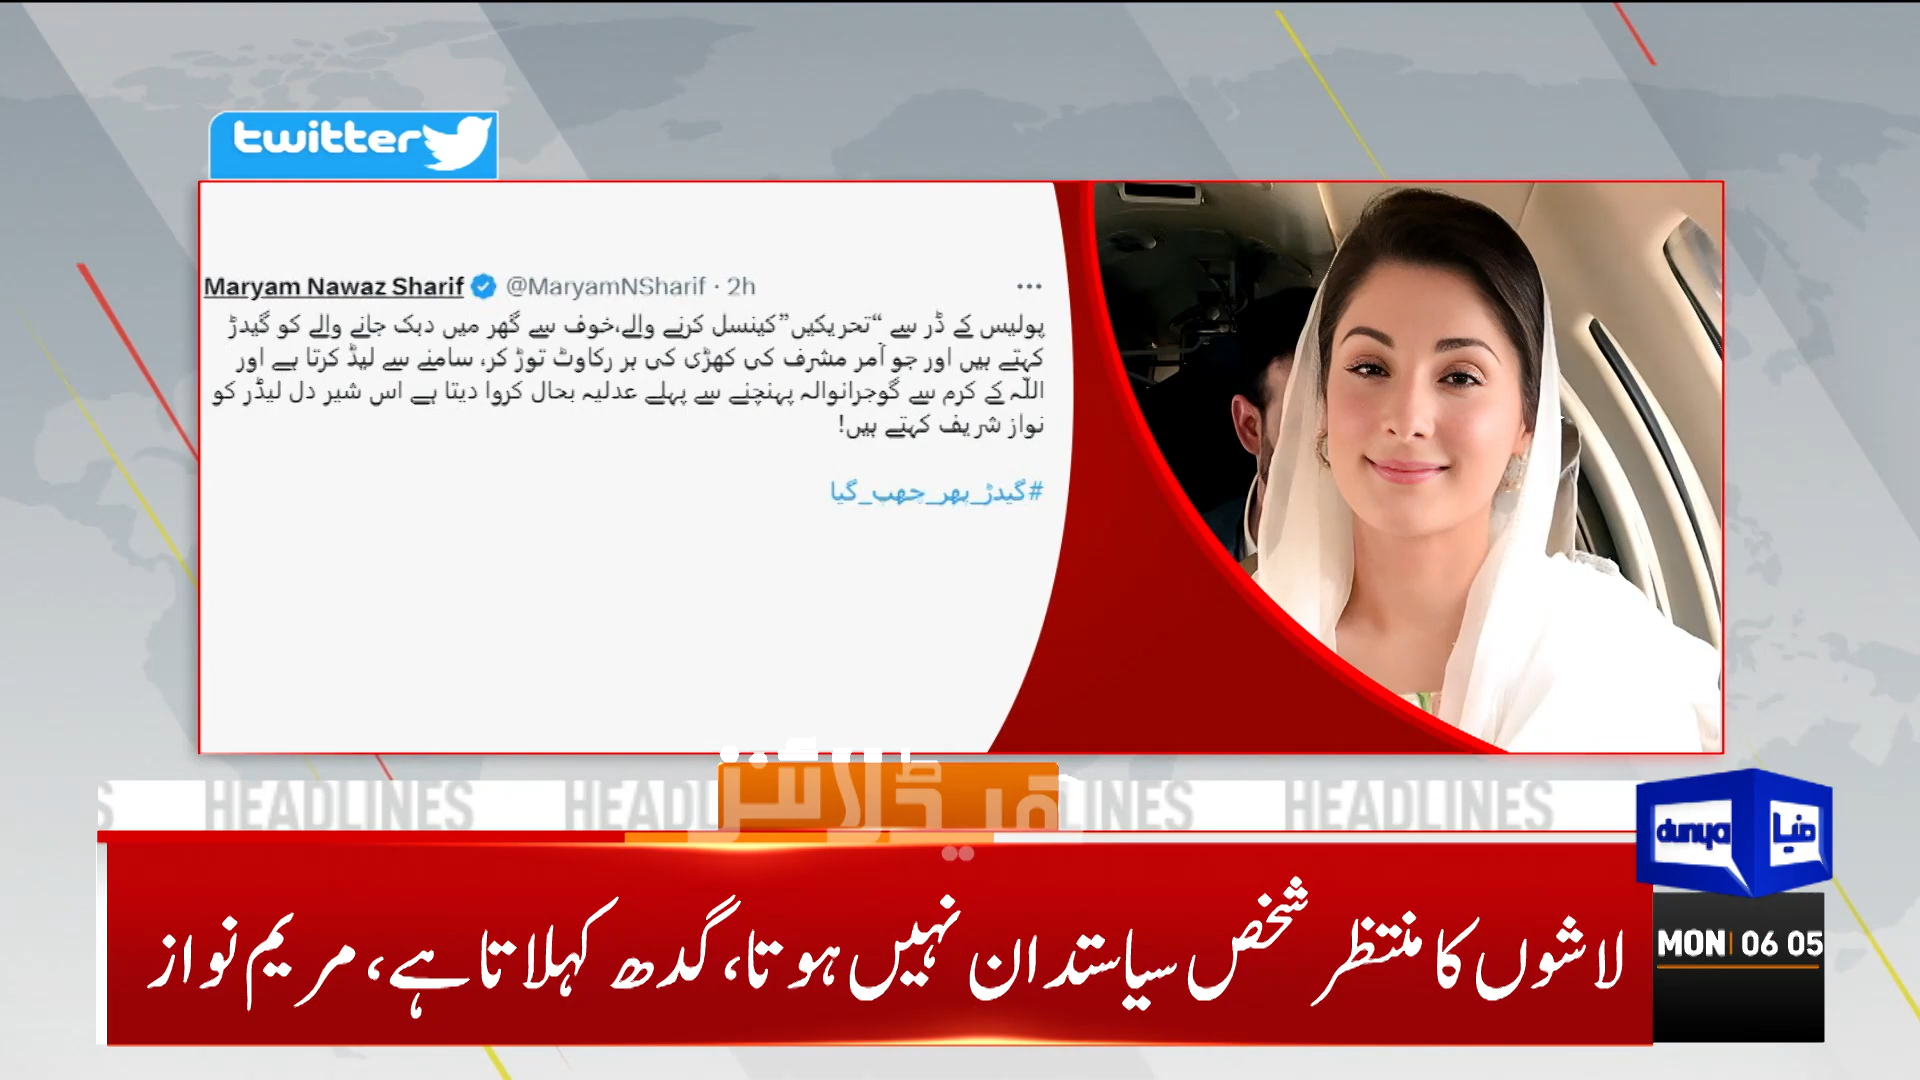 twitter
Maryam Nawaz Sharif @MaryamNSharif · 2h ...
پولیس کے ڈر سے “تحریکیں”کینسل کرنے والے،خوف سے گھر میں دبک جانے والے کو گیدڑ
کہتے ہیں اور جو آمر مشرف کی کھڑی کی ہر رکاوٹ توڑ کر، سامنے سے لیڈ کرتا ہے اور
اللّہ کے کرم سے گوجرانوالہ پہنچنے سے پہلے عدلیہ بحال کروا دیتا ہے اس شیر دل لیڈر کو
نواز شریف کہتے ہیں!
#گیدڑ_پھر_چھپ_گیا
HEADLINES HEADLINES HEADLINES
ہیڈلائنز
dunya دنیا
لاشوں کا منتظر شخص سیاستدان نہیں ہوتا، گدھ کہلاتا ہے، مریم نواز
MON 06 05